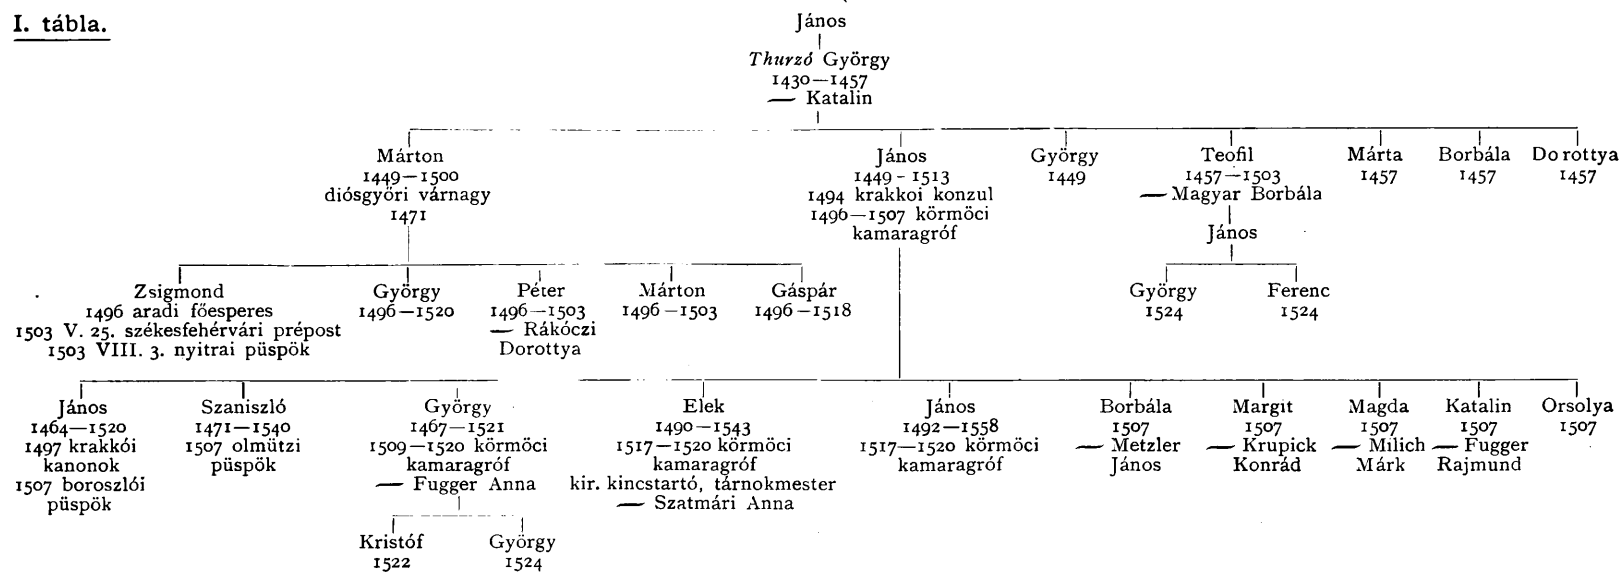 I. tábla.
János
Thurzó György
1430—1457
— Katalin
Márton
1449—1500
diósgyőri várnagy
1471
János
1449-1513
1494 krakkoi konzul
1496—1507 körmöci
kamaragróf
György
1449
Teofil
1457—1503
— Magyar Borbála
János
Márta
1457
Borbála
1457
Dorottya
1457
Zsigmond
1496 aradi főesperes
1503 V. 25. székesfehérvári prépost
1503 VIII. 3. nyitrai püspök
György
1496—1520
Péter
1496—1503
— Rákóczi
Dorottya
Márton
1496-1503
Gáspár
1496-1518
György
1524
Ferenc
1524
János
1464—1520
1497 krakkói
kanonok
1507 boroszlói
püspök
Szaniszló
1471—1540
1507 olmützi
püspök
György
1467—1521
1509—1520 körmöci
kamaragróf
— Fugger Anna
Elek
1490—1543
1517—1520 körmöci
kamaragróf
kir. kincstartó, tárnokmester
— Szatmári Anna
János
1492—1558
1517—1520 körmöci
kamaragróf
Borbála
1507
— Metzler
János
Margit
1507
— Krupick
Konrád
Magda
1507
— Milich
Márk
Katalin
1507
— Fugger
Rajmund
Orsolya
1507
Kristóf
1522
György
1524